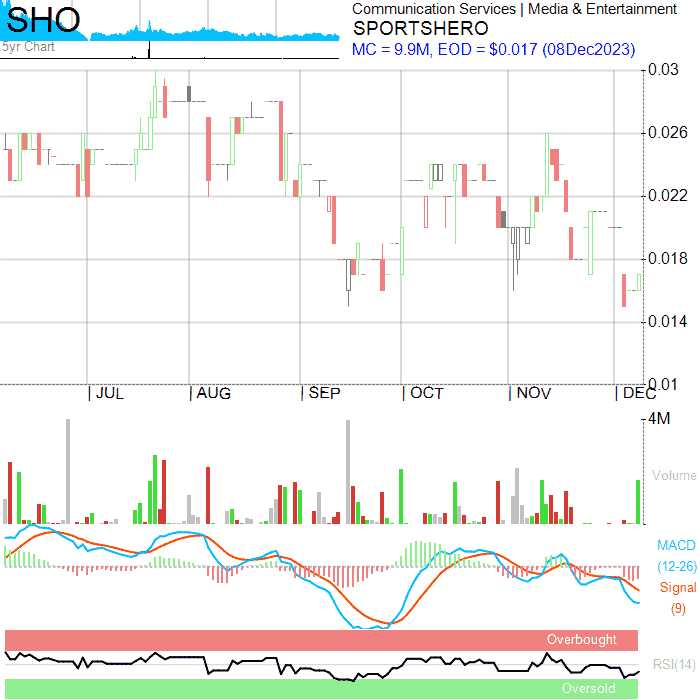 SHO
5yr Chart
Communication Services | Media & Entertainment
SPORTSHERO
MC = 9.9M, EOD = $0.017 (08Dec2023)
0.03
0.026
0.022
0.018
0.014
0.01
JUL AUG SEP OCT NOV DEC
4M
Volume
MACD
(12-26)
Signal
(9)
Overbought
RSI(14)
Oversold